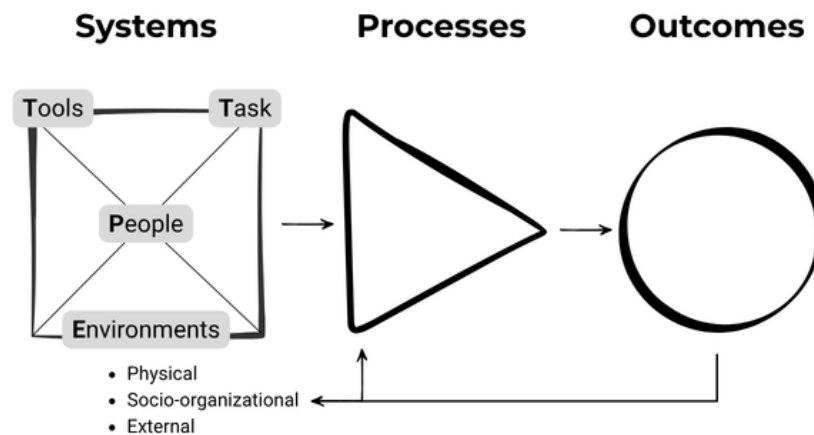 Systems
Processes
Outcomes
Tools
Task
People
Environments
• Physical
• Socio-organizational
• External